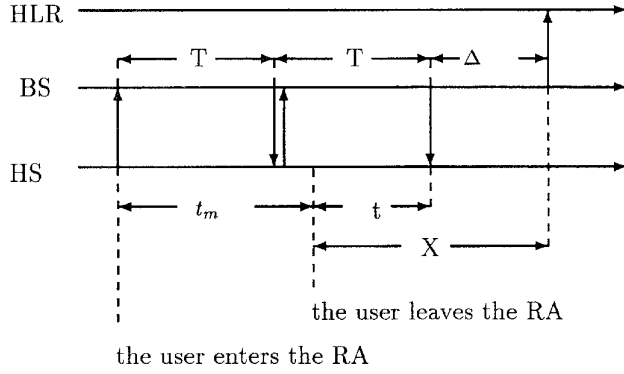 HLR
T T Δ
BS
HS
t_m t
X
the user leaves the RA
the user enters the RA